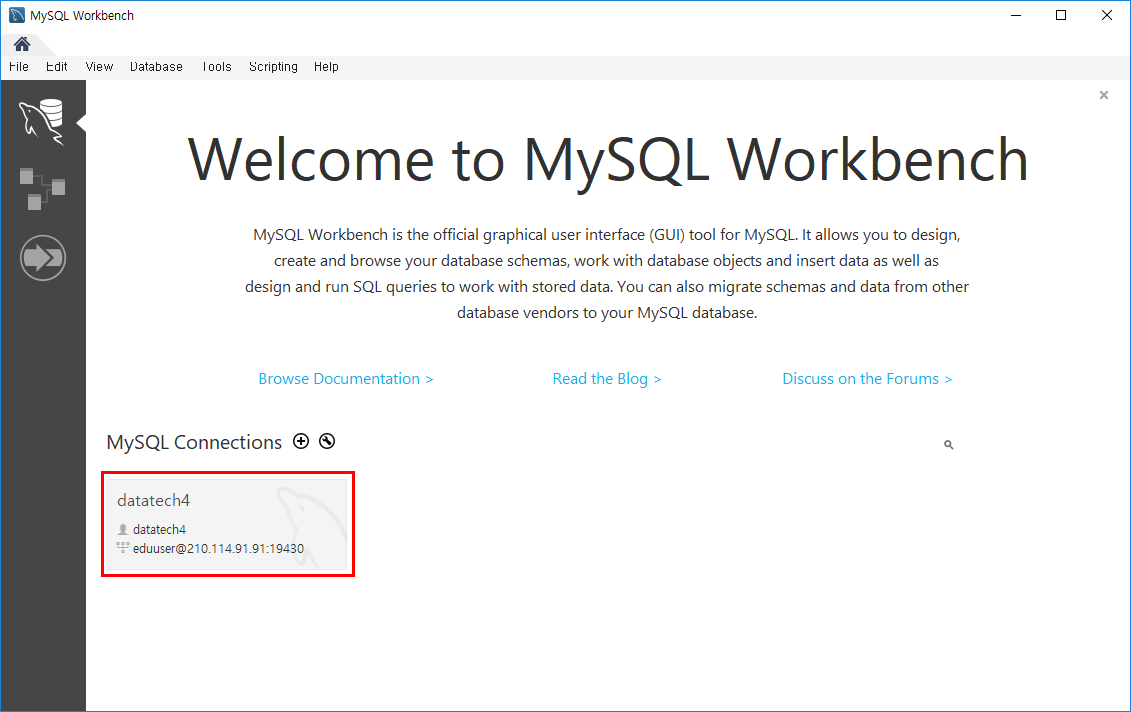 MySQL Workbench
File Edit View Database Tools Scripting Help
Welcome to MySQL Workbench
MySQL Workbench is the official graphical user interface (GUI) tool for MySQL. It allows you to design,
create and browse your database schemas, work with database objects and insert data as well as
design and run SQL queries to work with stored data. You can also migrate schemas and data from other
database vendors to your MySQL database.
Browse Documentation > Read the Blog > Discuss on the Forums >
MySQL Connections
datatech4
datatech4
eduuser@210.114.91.91:19430